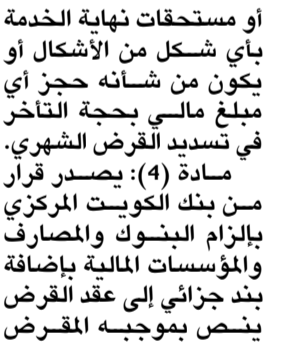 أو مستحقات نهاية الخدمة
بأي شكل من الأشكال أو
يكون من شأنه حجز أي
مبلغ مالي بحجة التأخر
في تسديد القرض الشهري.
مادة (4): يصدر قرار
من بنك الكويت المركزي
بإلزام البنوك والمصارف
والمؤسسات المالية بإضافة
بند جزائي إلى عقد القرض
ينص بموجبه المقرض